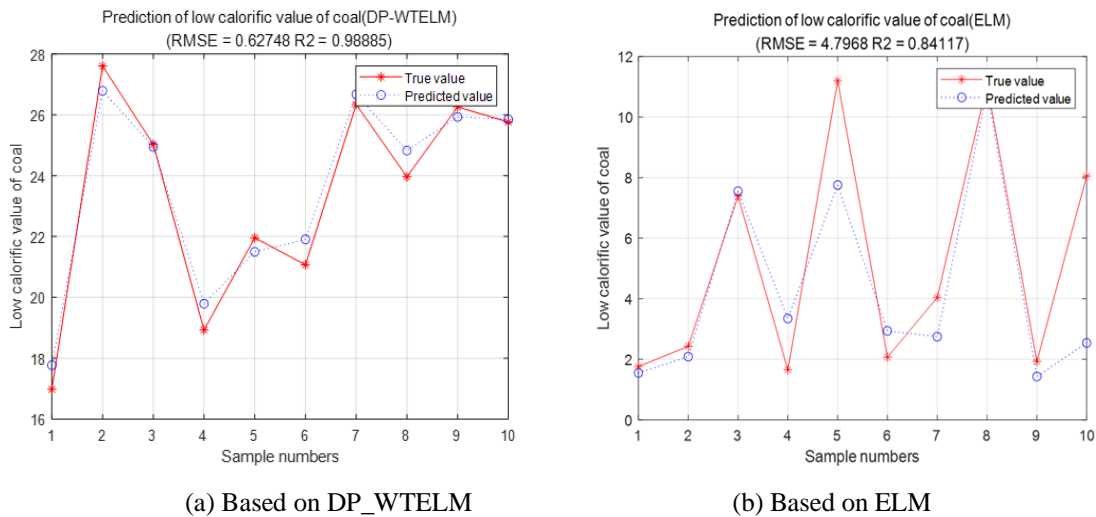 Prediction of low calorific value of coal(DP-WTELM)
(RMSE = 0.62748 R2 = 0.98885)
28
26
24
22
20
18
16
Low calorific value of coal
True value
Predicted value
1 2 3 4 5 6 7 8 9 10
Sample numbers
(a) Based on DP_WTELM
Prediction of low calorific value of coal(ELM)
(RMSE = 4.7968 R2 = 0.84117)
12
10
8
6
4
2
0
Low calorific value of coal
True value
Predicted value
1 2 3 4 5 6 7 8 9 10
Sample numbers
(b) Based on ELM